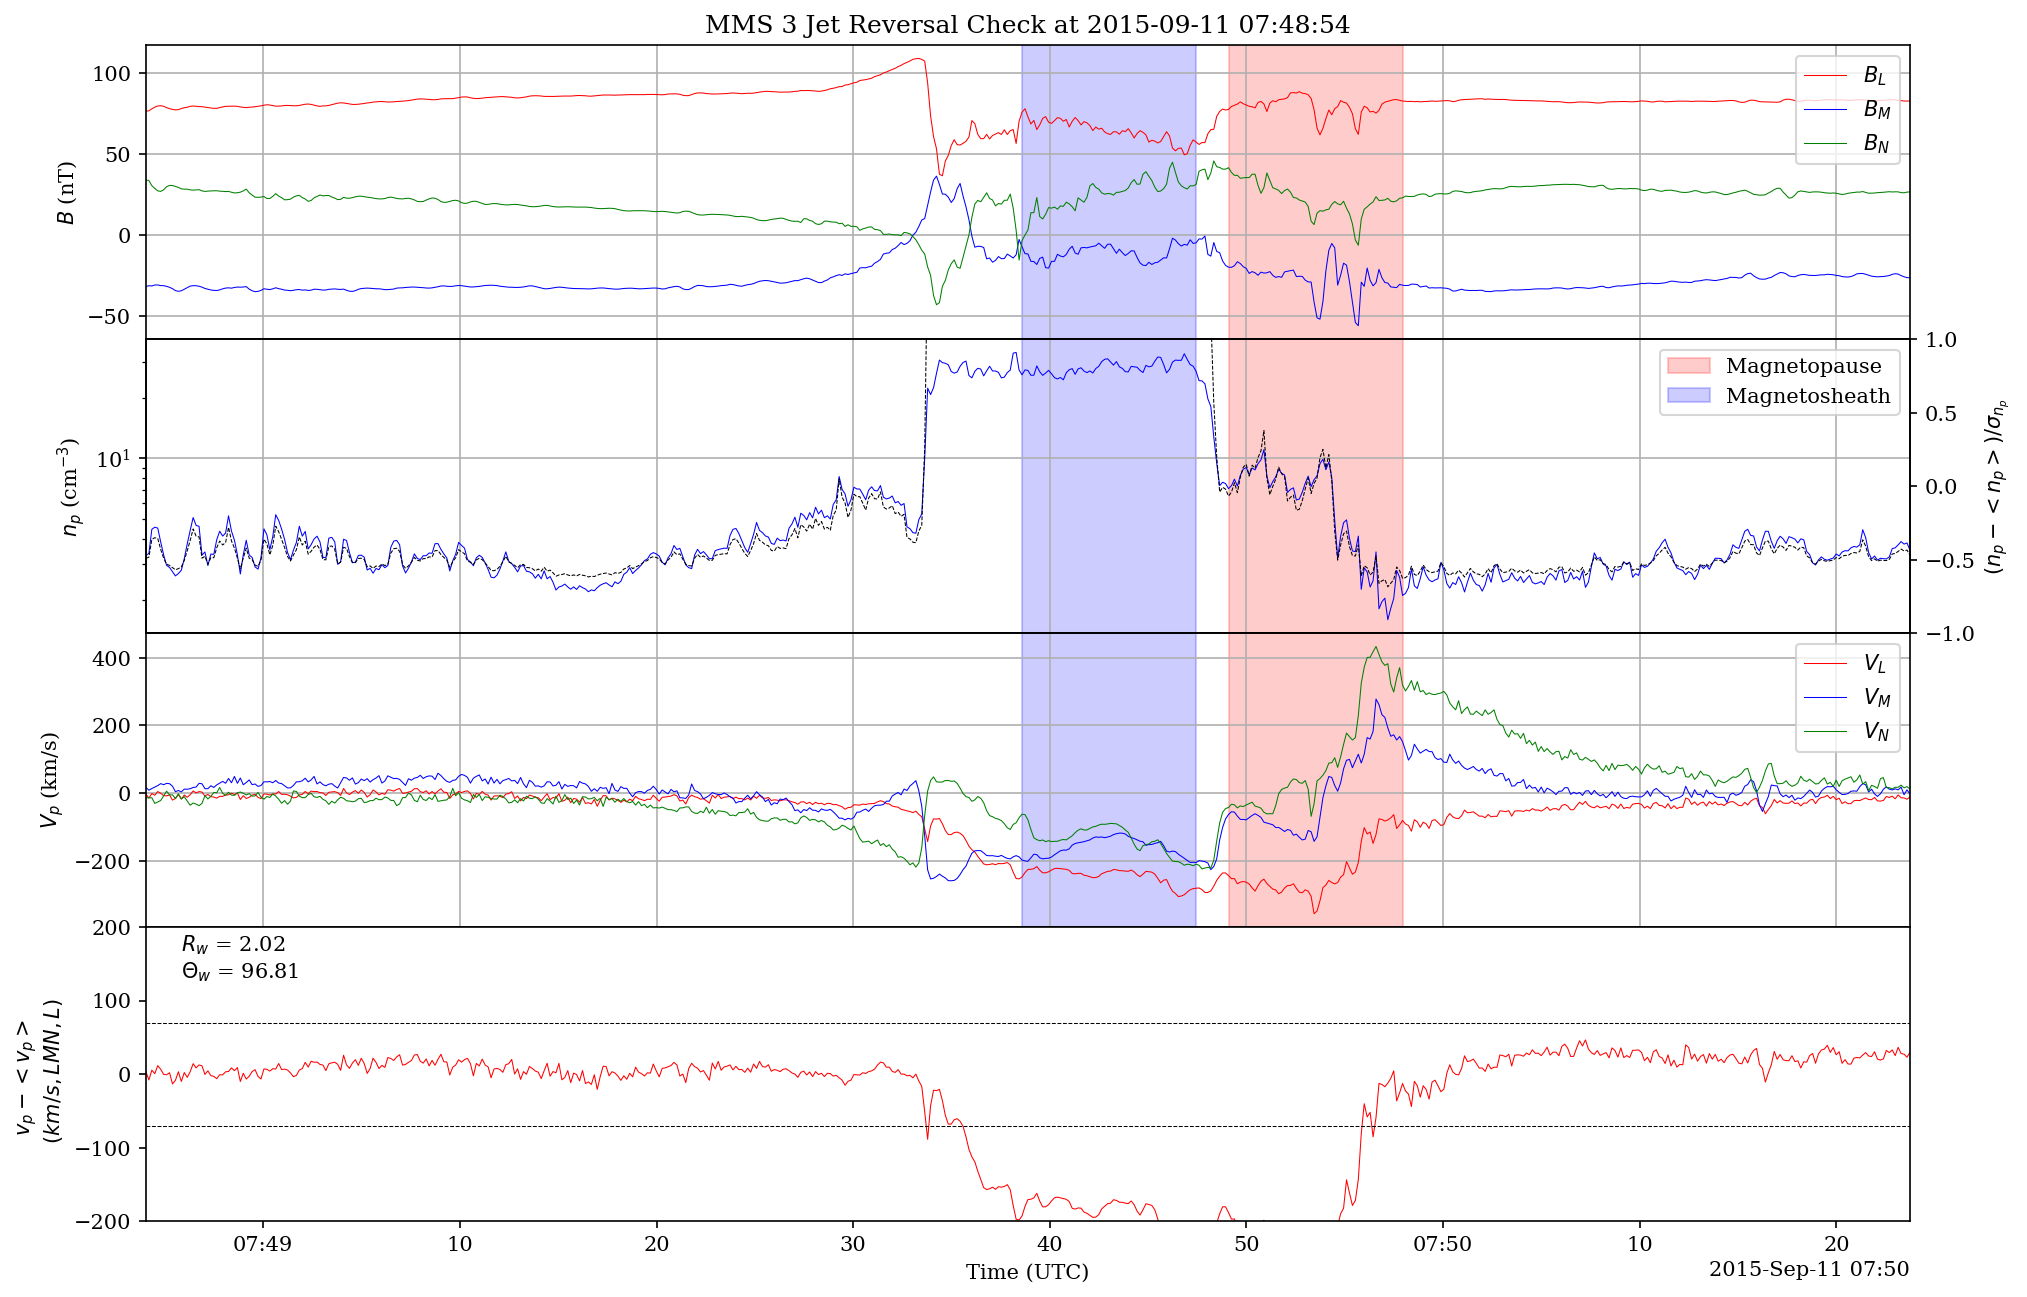 MMS 3 Jet Reversal Check at 2015-09-11 07:48:54
100
50
0
−50
B (nT)
B_L
B_M
B_N
10^1
n_p (cm^−3)
Magnetopause
Magnetosheath
1.0
0.5
0.0
−0.5
−1.0
(n_p − < n_p >)/σ_{n_p}
400
200
0
−200
V_p (km/s)
V_L
V_M
V_N
200
100
0
−100
−200
v_p − < v_p >
(km/s, LMN, L)
R_w = 2.02
Θ_w = 96.81
07:49 10 20 30 40 50 07:50 10 20
Time (UTC)
2015-Sep-11 07:50